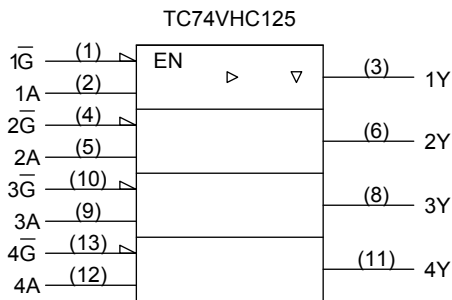 TC74VHC125
1G̅ (1) EN (3) 1Y
1A (2)
2G̅ (4) (6) 2Y
2A (5)
3G̅ (10) (8) 3Y
3A (9)
4G̅ (13) (11) 4Y
4A (12)